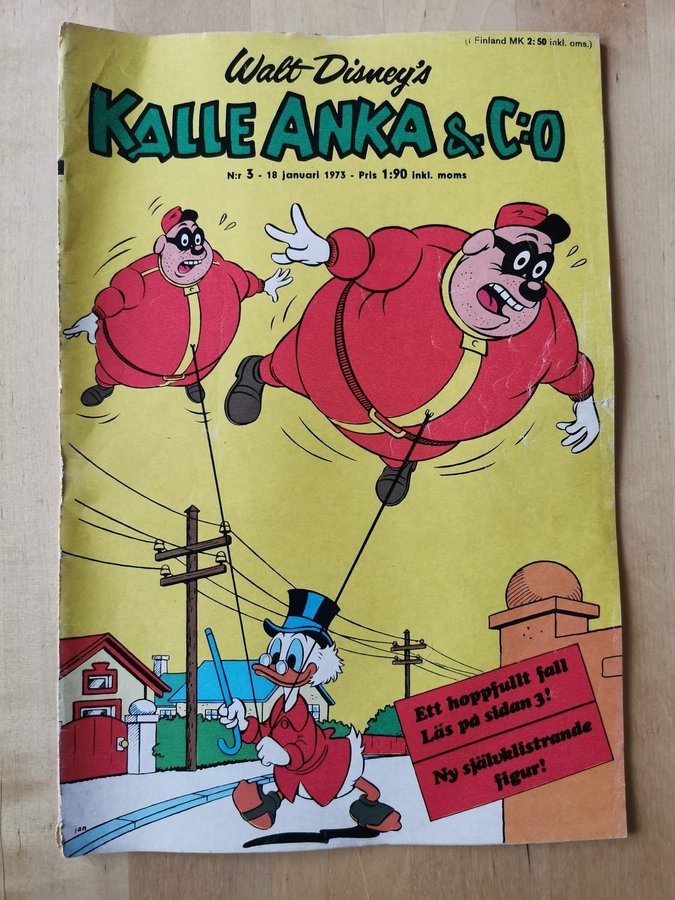 (i Finland MK 2:50 inkl. oms.)
Walt Disney's
KALLE ANKA & C:O
N:r 3 - 18 januari 1973 - Pris 1:90 inkl. moms
Ett hoppfullt fall
Läs på sidan 3!
Ny självklistrande
figur!
jan